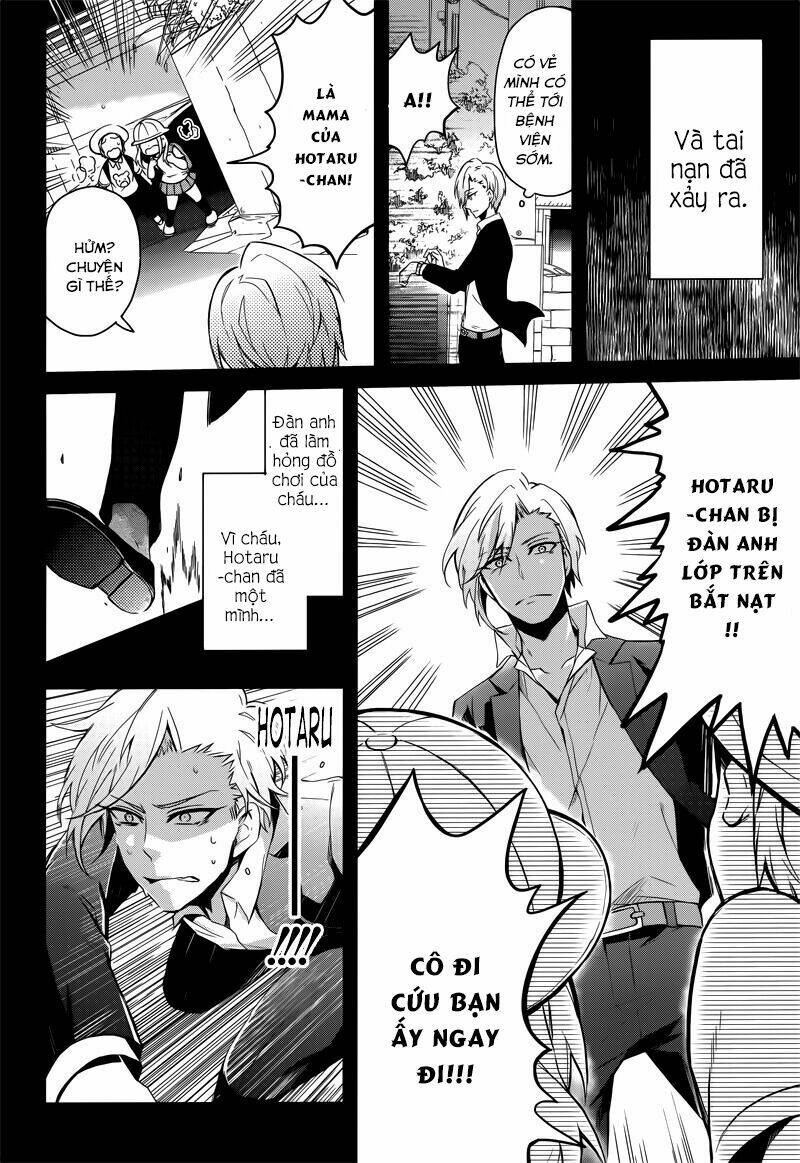 Và tai
nạn đã
xảy ra.
CÓ VẺ
MÌNH CÓ
THỂ TỚI
BỆNH
VIỆN
SỚM.
A!!
LÀ
MAMA
CỦA
HOTARU
-CHAN!
HỬM?
CHUYỆN
GÌ THẾ?
HOTARU
-CHAN BỊ
ĐÀN ANH
LỚP TRÊN
BẮT NẠT
!!
CÔ ĐI
CỨU BẠN
ẤY NGAY
ĐI!!!
Đàn anh
đã làm
hỏng đồ
chơi của
cháu...
Vì cháu,
Hotaru
-chan đã
một
mình...
HOTARU
....!!!!